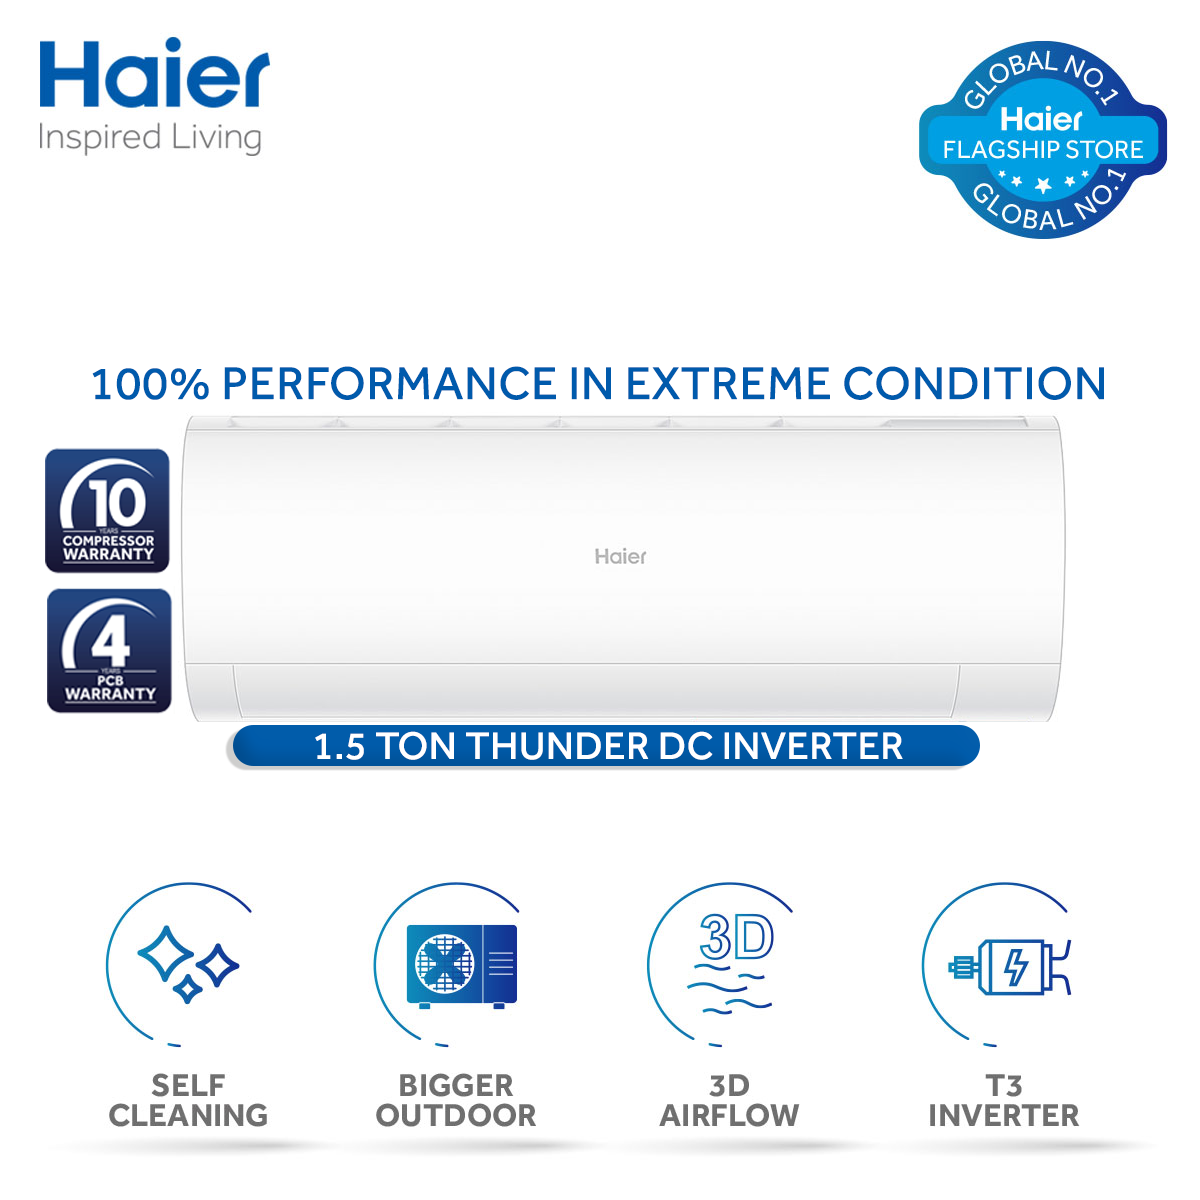 Haier
Inspired Living
GLOBAL NO.1
Haier
FLAGSHIP STORE
GLOBAL NO.1
100% PERFORMANCE IN EXTREME CONDITION
10
YEARS
COMPRESSOR
WARRANTY
Haier
4
YEARS
PCB
WARRANTY
1.5 TON THUNDER DC INVERTER
3D
SELF
CLEANING
BIGGER
OUTDOOR
3D
AIRFLOW
T3
INVERTER